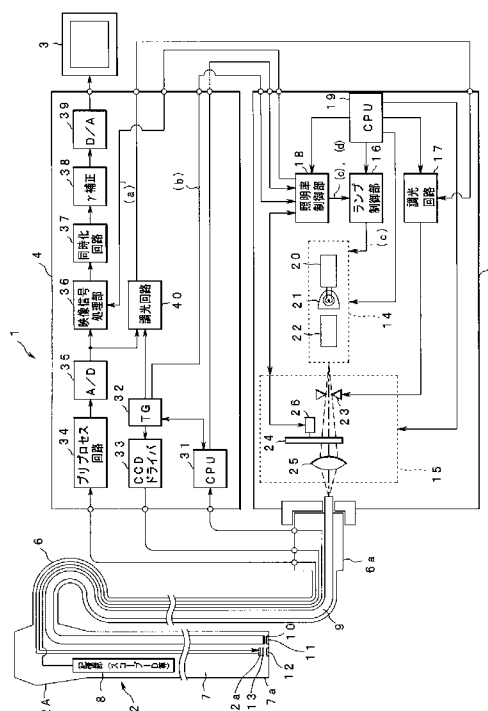 1
2
2A
3
4
6
6a
7
7a
8
記憶部(スコープID等)
9
10
11
12
2a
13
34
プリプロセス
回路
35
A/D
36
映像信号
処理部
37
同時化
回路
38
γ補正
39
D/A
(a)
(b)
40
調光回路
32
TG
33
CCD
ドライバ
31
CPU
18
照明率
制御部
(c), (d)
16
ランプ
制御部
(c)
19
CPU
17
調光回路
20
21
22
14
26
23
24
25
15